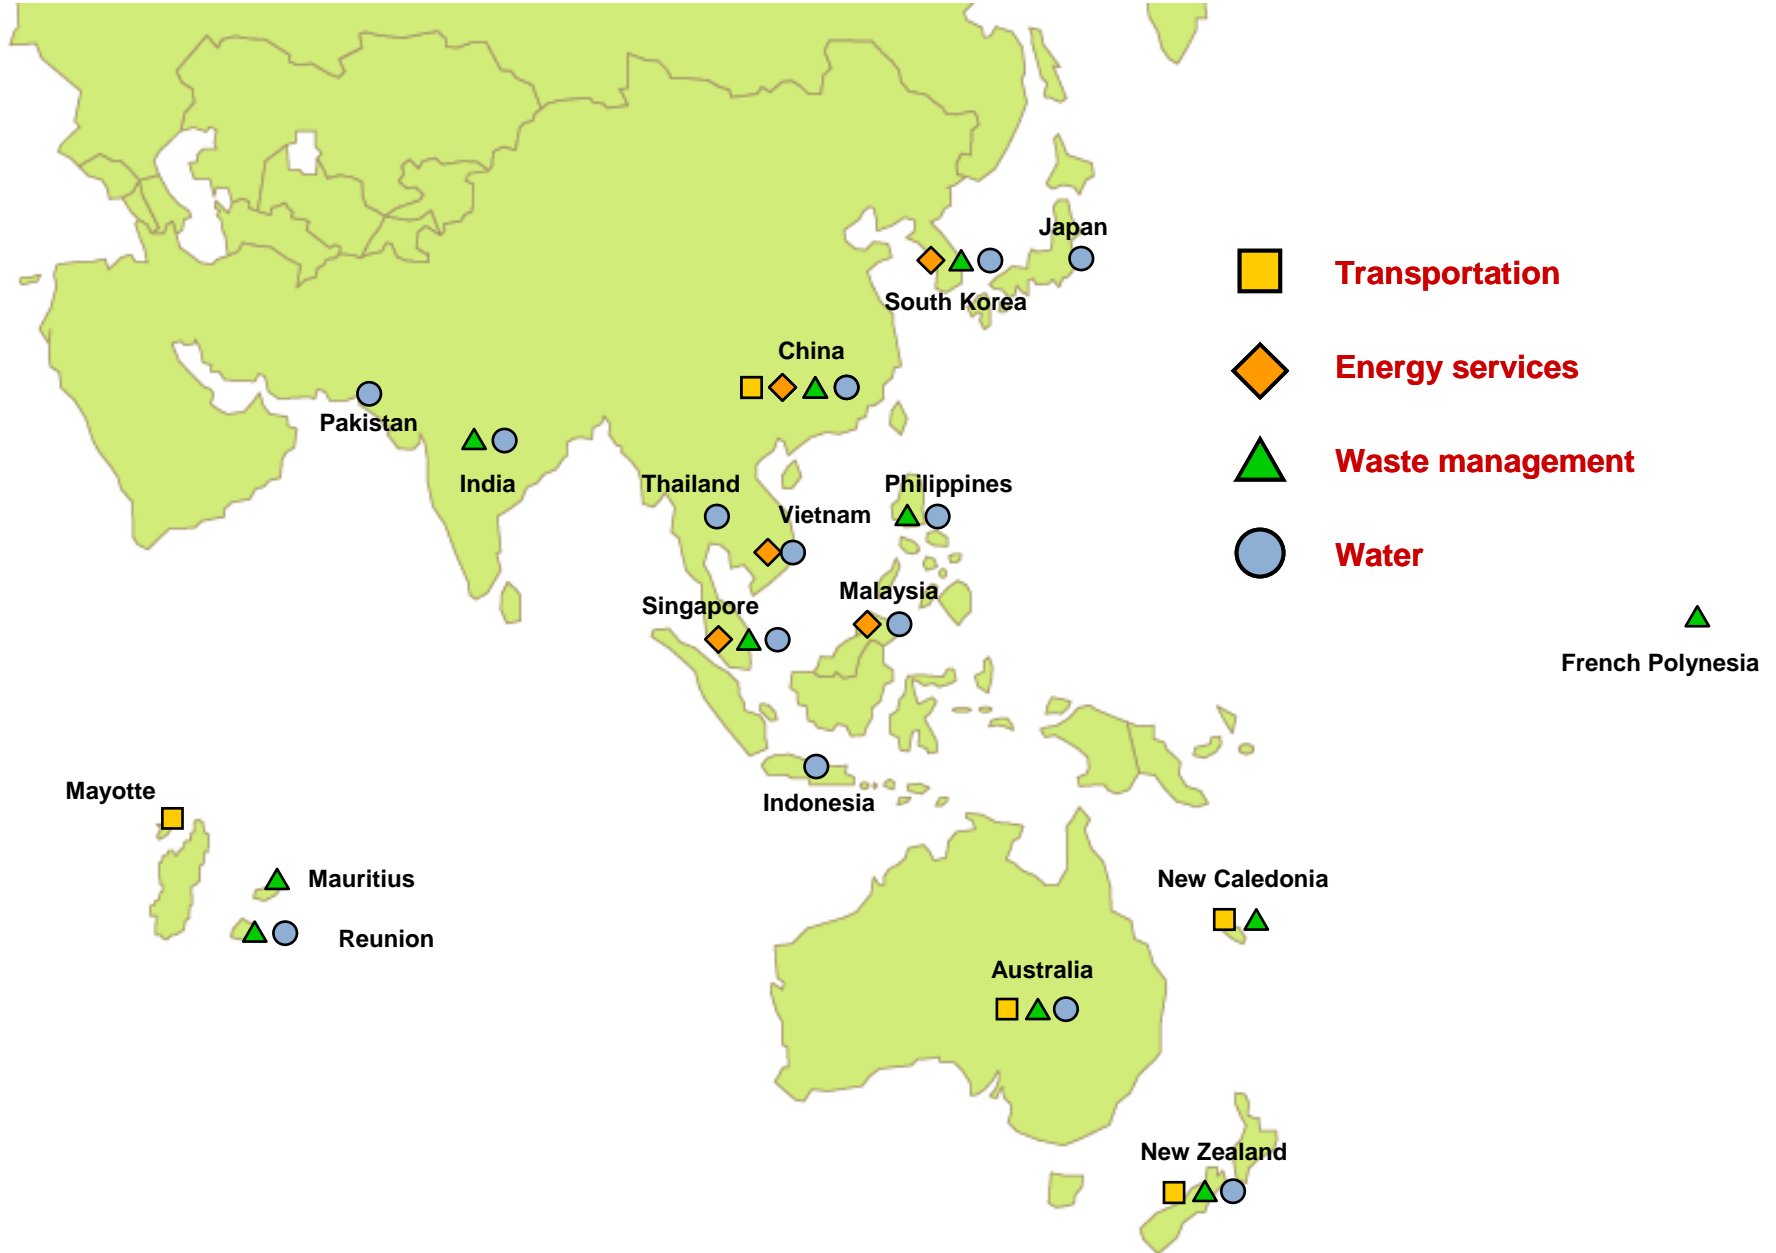 Japan
South Korea
China
Pakistan
India
Thailand
Philippines
Vietnam
Singapore
Malaysia
Indonesia
Mayotte
Mauritius
Reunion
New Caledonia
Australia
New Zealand
French Polynesia
Transportation
Energy services
Waste management
Water